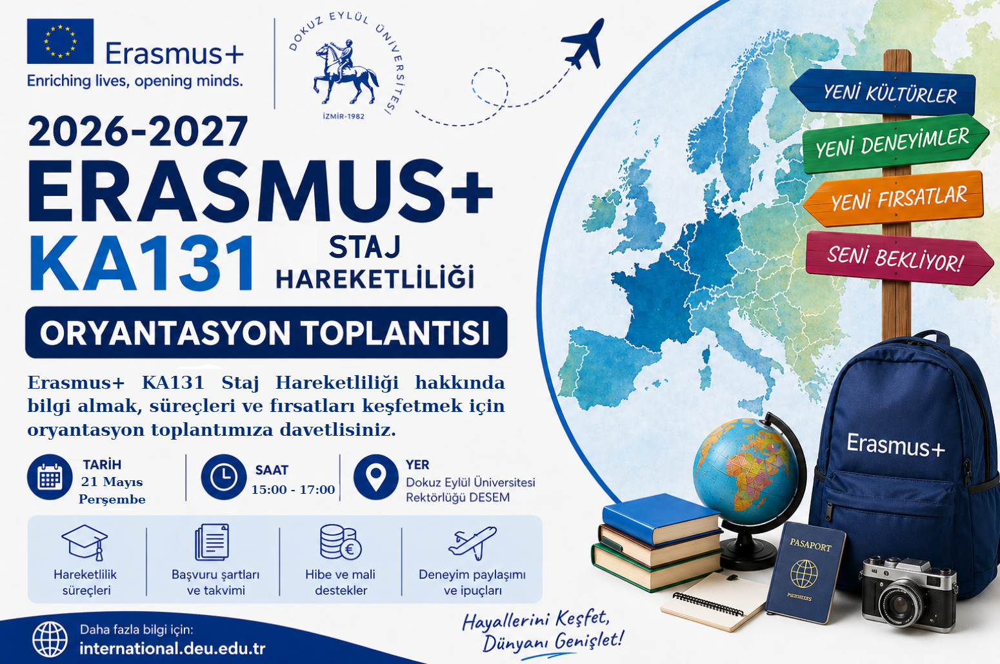 Erasmus+
Enriching lives, opening minds.
DOKUZ EYLÜL ÜNİVERSİTESİ
İZMİR-1982
2026-2027
ERASMUS+
KA131
STAJ
HAREKETLİLİĞİ
ORYANTASYON TOPLANTISI
Erasmus+ KA131 Staj Hareketliliği hakkında
bilgi almak, süreçleri ve fırsatları keşfetmek için
oryantasyon toplantımıza davetlisiniz.
TARİH
21 Mayıs
Perşembe
SAAT
15:00 - 17:00
YER
Dokuz Eylül Üniversitesi
Rektörlüğü DESEM
Hareketlilik
süreçleri
Başvuru şartları
ve takvimi
Hibe ve mali
destekler
Deneyim paylaşımı
ve ipuçları
Daha fazla bilgi için:
international.deu.edu.tr
Hayallerini Keşfet,
Dünyanı Genişlet!
YENİ KÜLTÜRLER
YENİ DENEYİMLER
YENİ FIRSATLAR
SENİ BEKLİYOR!
Erasmus+
PASAPORT